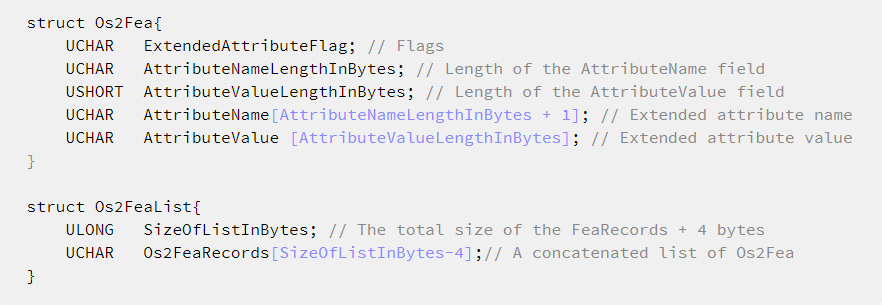 struct Os2Fea{
    UCHAR   ExtendedAttributeFlag; // Flags
    UCHAR   AttributeNameLengthInBytes; // Length of the AttributeName field
    USHORT  AttributeValueLengthInBytes; // Length of the AttributeValue field
    UCHAR   AttributeName[AttributeNameLengthInBytes + 1]; // Extended attribute name
    UCHAR   AttributeValue [AttributeValueLengthInBytes]; // Extended attribute value
}

struct Os2FeaList{
    ULONG   SizeOfListInBytes; // The total size of the FeaRecords + 4 bytes
    UCHAR   Os2FeaRecords[SizeOfListInBytes-4];// A concatenated list of Os2Fea
}